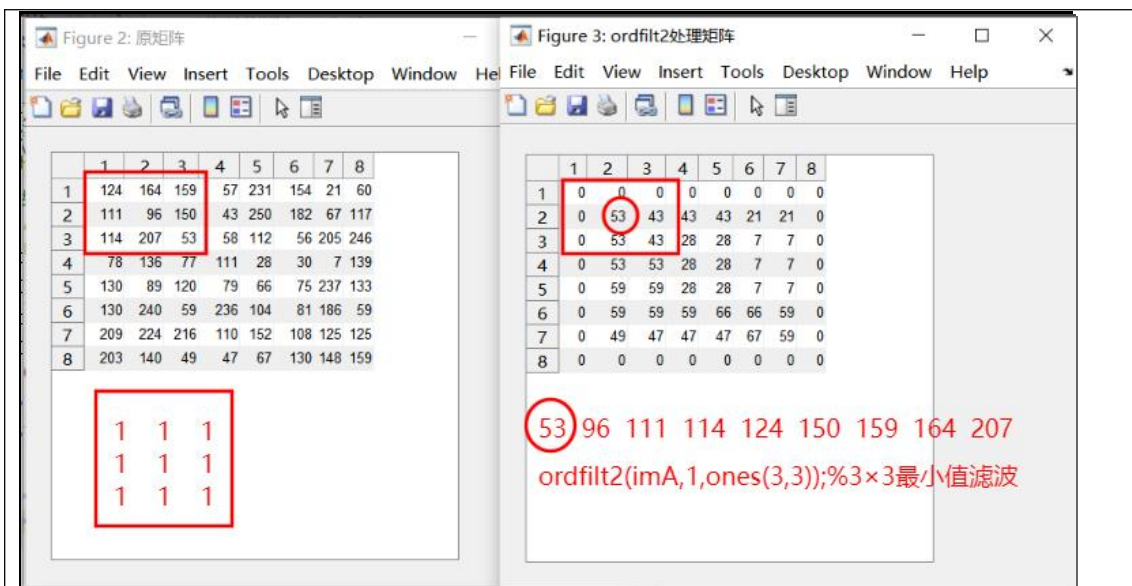 Figure 2: 原矩阵
File Edit View Insert Tools Desktop Window Hel
1 2 3 4 5 6 7 8
1 124 164 159 57 231 154 21 60
2 111 96 150 43 250 182 67 117
3 114 207 53 58 112 56 205 246
4 78 136 77 111 28 30 7 139
5 130 89 120 79 66 75 237 133
6 130 240 59 236 104 81 186 59
7 209 224 216 110 152 108 125 125
8 203 140 49 47 67 130 148 159
1 1 1
1 1 1
1 1 1
Figure 3: ordfilt2处理矩阵
File Edit View Insert Tools Desktop Window Help
1 2 3 4 5 6 7 8
1 0 0 0 0 0 0 0 0
2 0 53 43 43 43 21 21 0
3 0 53 43 28 28 7 7 0
4 0 53 53 28 28 7 7 0
5 0 59 59 28 28 7 7 0
6 0 59 59 59 66 66 59 0
7 0 49 47 47 47 67 59 0
8 0 0 0 0 0 0 0 0
53 96 111 114 124 150 159 164 207
ordfilt2(imA,1,ones(3,3));%3×3最小值滤波